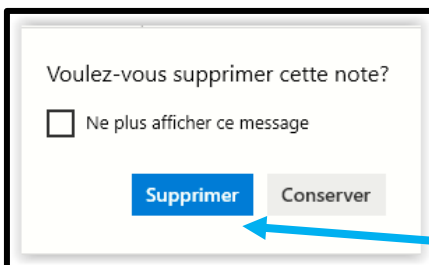 Voulez-vous supprimer cette note?
Ne plus afficher ce message
Supprimer Conserver